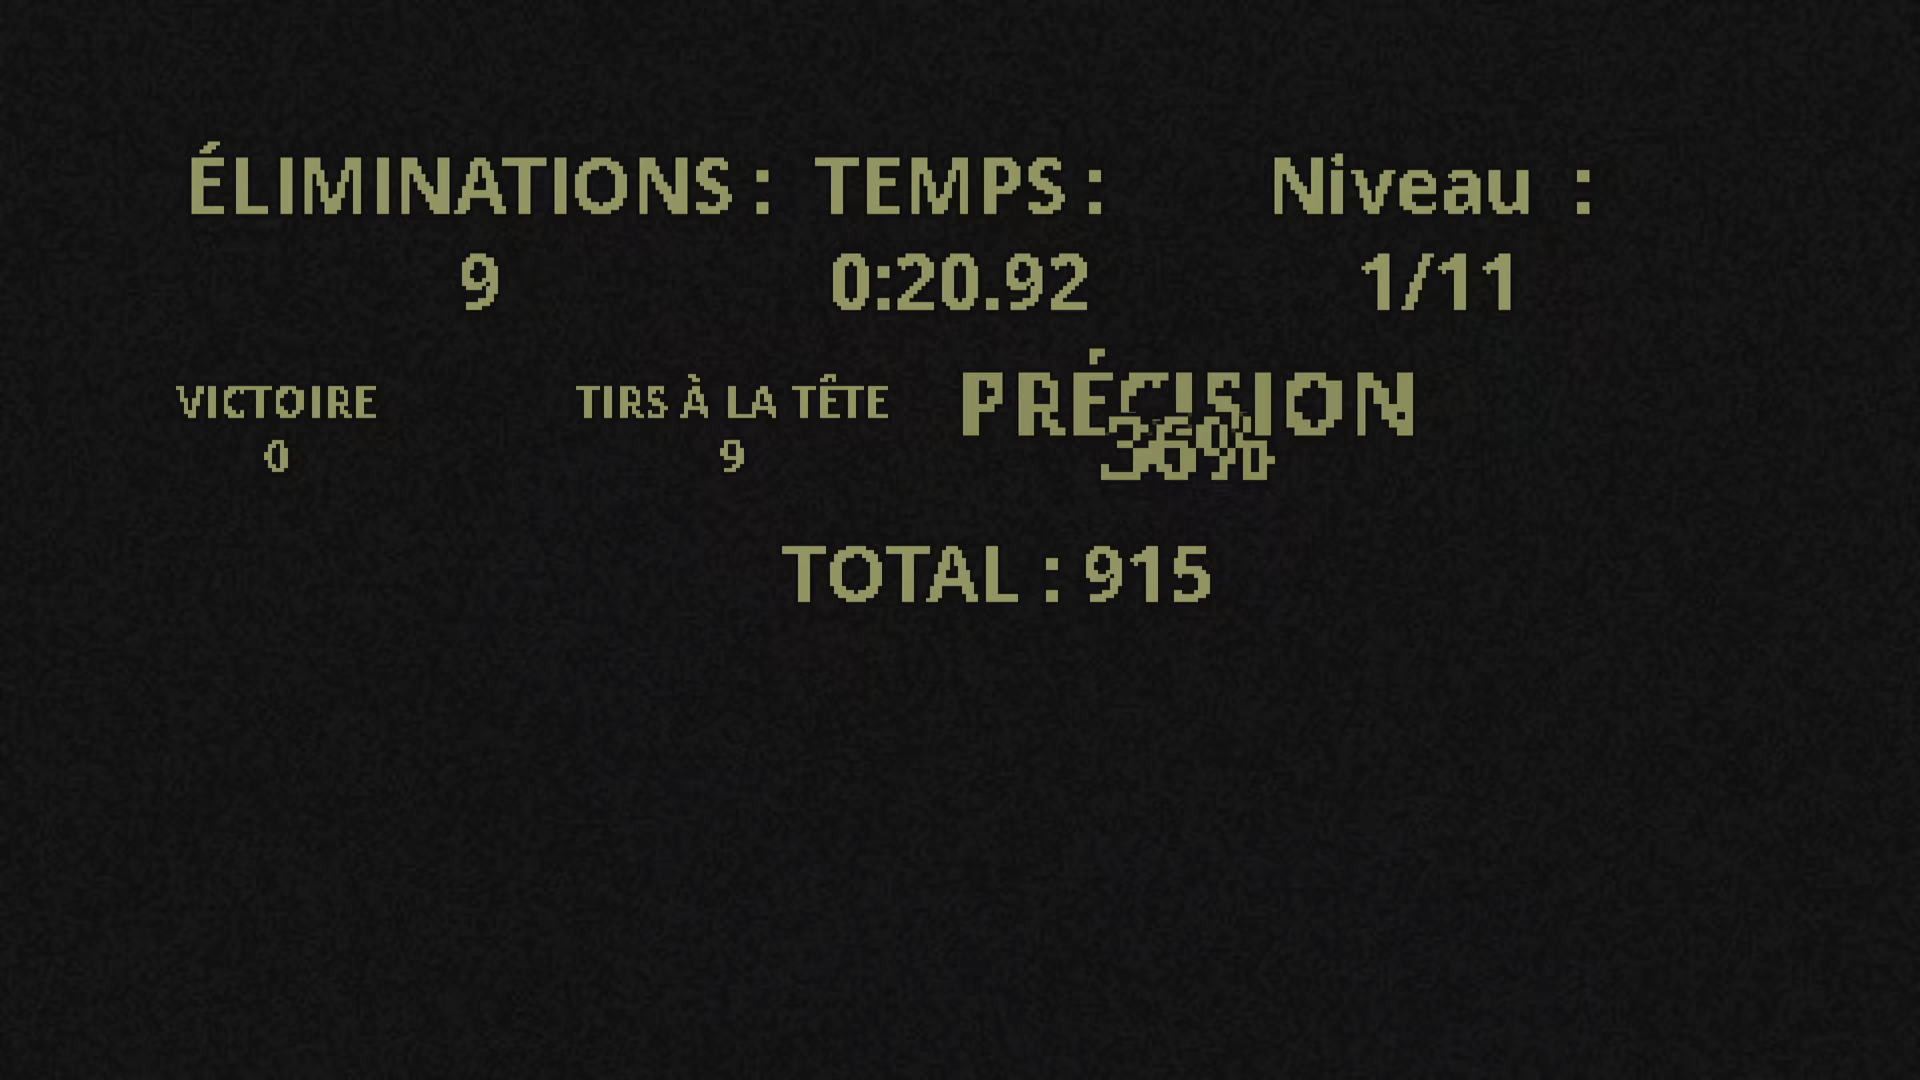 ÉLIMINATIONS : TEMPS : Niveau :
9 0:20.92 1/11
VICTOIRE TIRS À LA TÊTE PRÉCISION
0 9 36%
TOTAL : 915